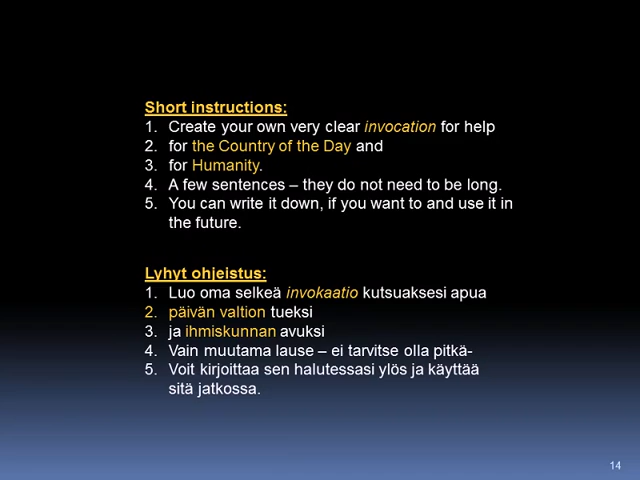 Short instructions:
1. Create your own very clear invocation for help
2. for the Country of the Day and
3. for Humanity.
4. A few sentences – they do not need to be long.
5. You can write it down, if you want to and use it in
the future.
Lyhyt ohjeistus:
1. Luo oma selkeä invokaatio kutsuaksesi apua
2. päivän valtion tueksi
3. ja ihmiskunnan avuksi
4. Vain muutama lause – ei tarvitse olla pitkä-
5. Voit kirjoittaa sen halutessasi ylös ja käyttää
sitä jatkossa.
14